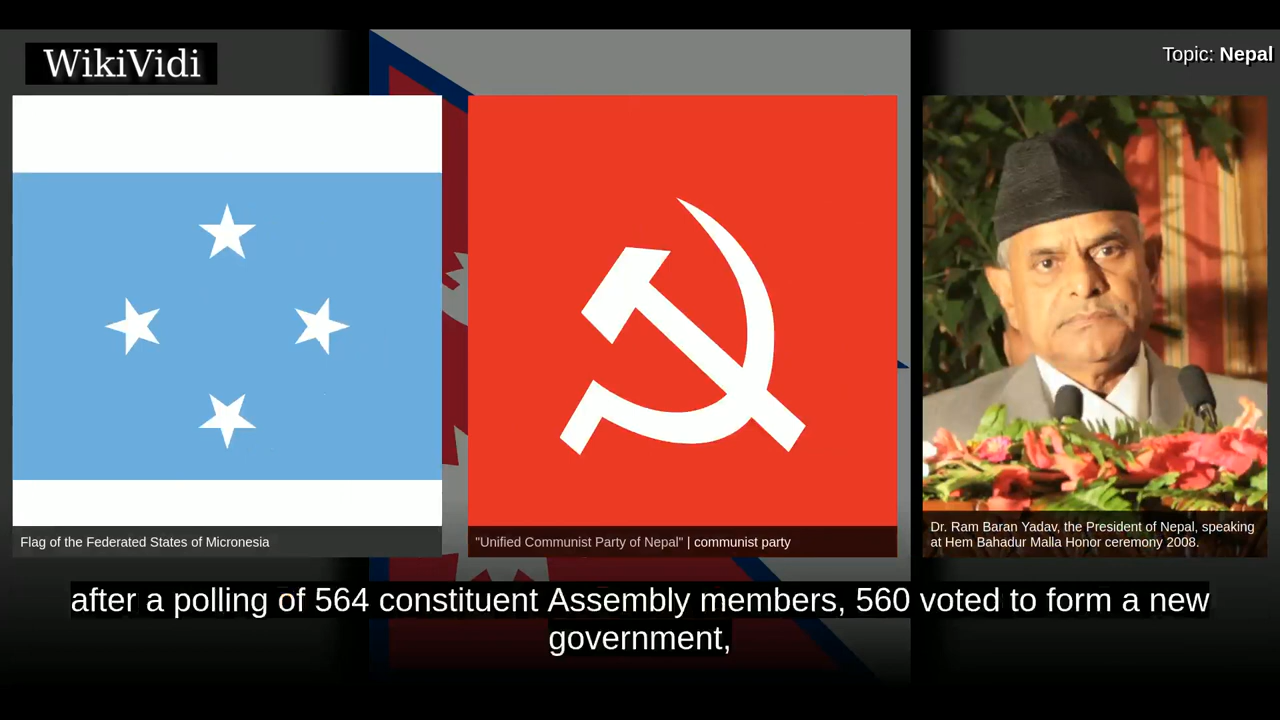 WikiVidi
Topic: Nepal
Flag of the Federated States of Micronesia
"Unified Communist Party of Nepal" | communist party
Dr. Ram Baran Yadav, the President of Nepal, speaking
at Hem Bahadur Malla Honor ceremony 2008.
after a polling of 564 constituent Assembly members, 560 voted to form a new
government,